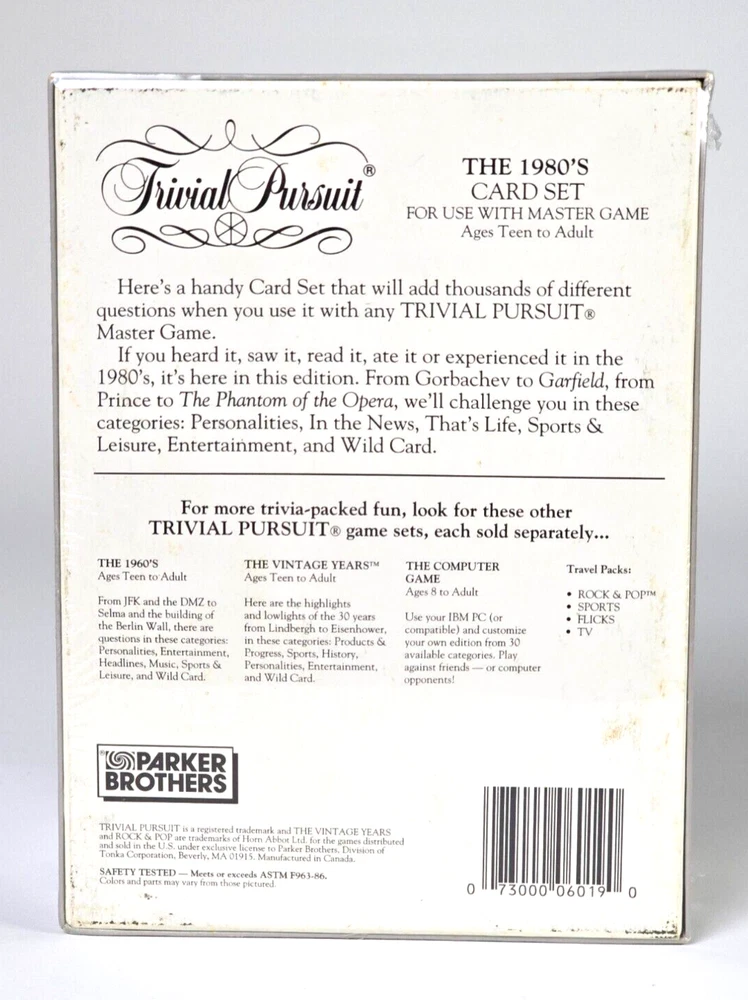 Trivial Pursuit®
THE 1980'S
CARD SET
FOR USE WITH MASTER GAME
Ages Teen to Adult
Here's a handy Card Set that will add thousands of different
questions when you use it with any TRIVIAL PURSUIT®
Master Game.
If you heard it, saw it, read it, ate it or experienced it in the
1980's, it's here in this edition. From Gorbachev to Garfield, from
Prince to The Phantom of the Opera, we'll challenge you in these
categories: Personalities, In the News, That's Life, Sports &
Leisure, Entertainment, and Wild Card.
For more trivia-packed fun, look for these other
TRIVIAL PURSUIT® game sets, each sold separately...
THE 1960'S
Ages Teen to Adult
From JFK and the DMZ to
Selma and the building of
the Berlin Wall, there are
questions in these categories:
Personalities, Entertainment,
Headlines, Music, Sports &
Leisure, and Wild Card.
THE VINTAGE YEARS™
Ages Teen to Adult
Here are the highlights
and lowlights of the 30 years
from Lindbergh to Eisenhower,
in these categories: Products &
Progress, Sports, History,
Personalities, Entertainment,
and Wild Card.
THE COMPUTER
GAME
Ages 8 to Adult
Use your IBM PC (or
compatible) and customize
your own edition from 30
available categories. Play
against friends — or computer
opponents!
Travel Packs:
• ROCK & POP™
• SPORTS
• FLICKS
• TV
®PARKER
BROTHERS
TRIVIAL PURSUIT is a registered trademark and THE VINTAGE YEARS
and ROCK & POP are trademarks of Horn Abbot Ltd. for the games distributed
and sold in the U.S. under exclusive license to Parker Brothers, Division of
Tonka Corporation, Beverly, MA 01915. Manufactured in Canada.
SAFETY TESTED — Meets or exceeds ASTM F963-86.
Colors and parts may vary from those pictured.
0 73000 06019 0